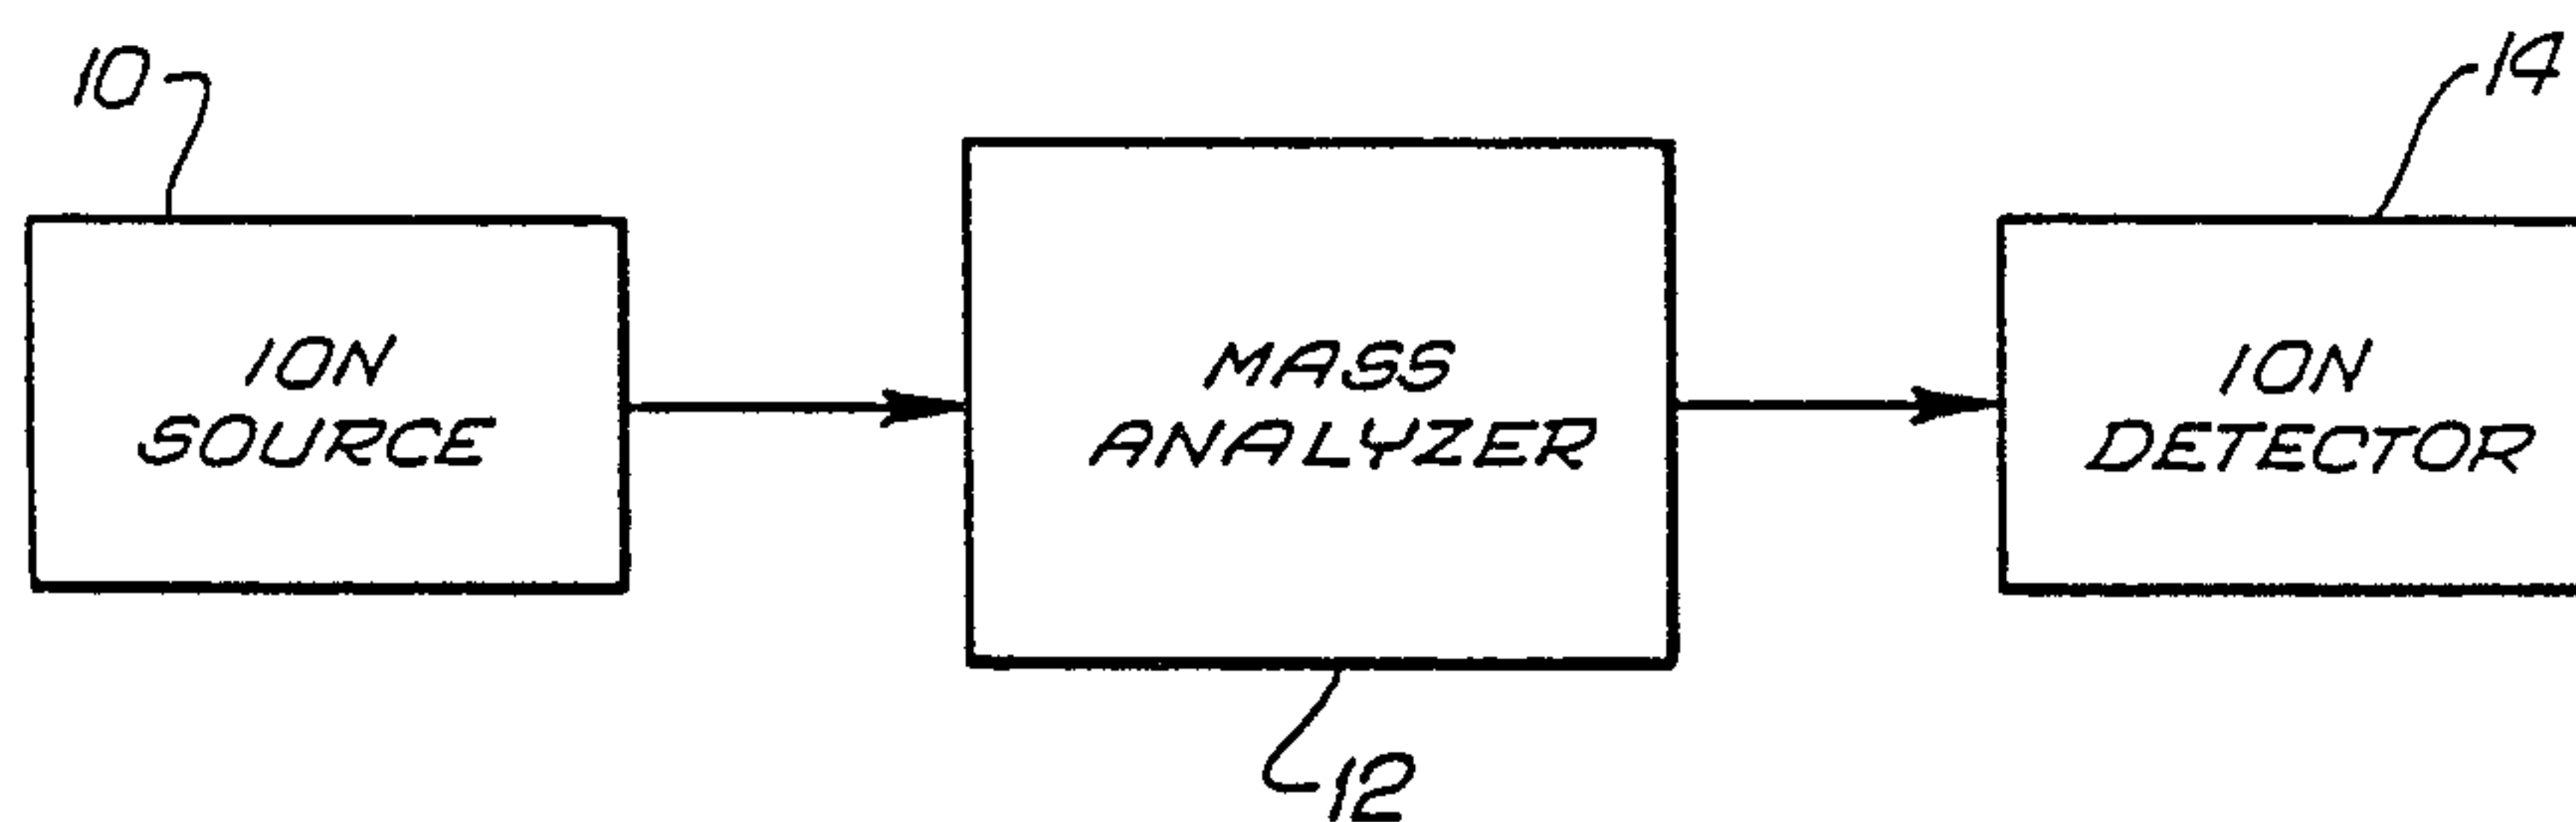 10
14
ION
SOURCE
MASS
ANALYZER
ION
DETECTOR
12